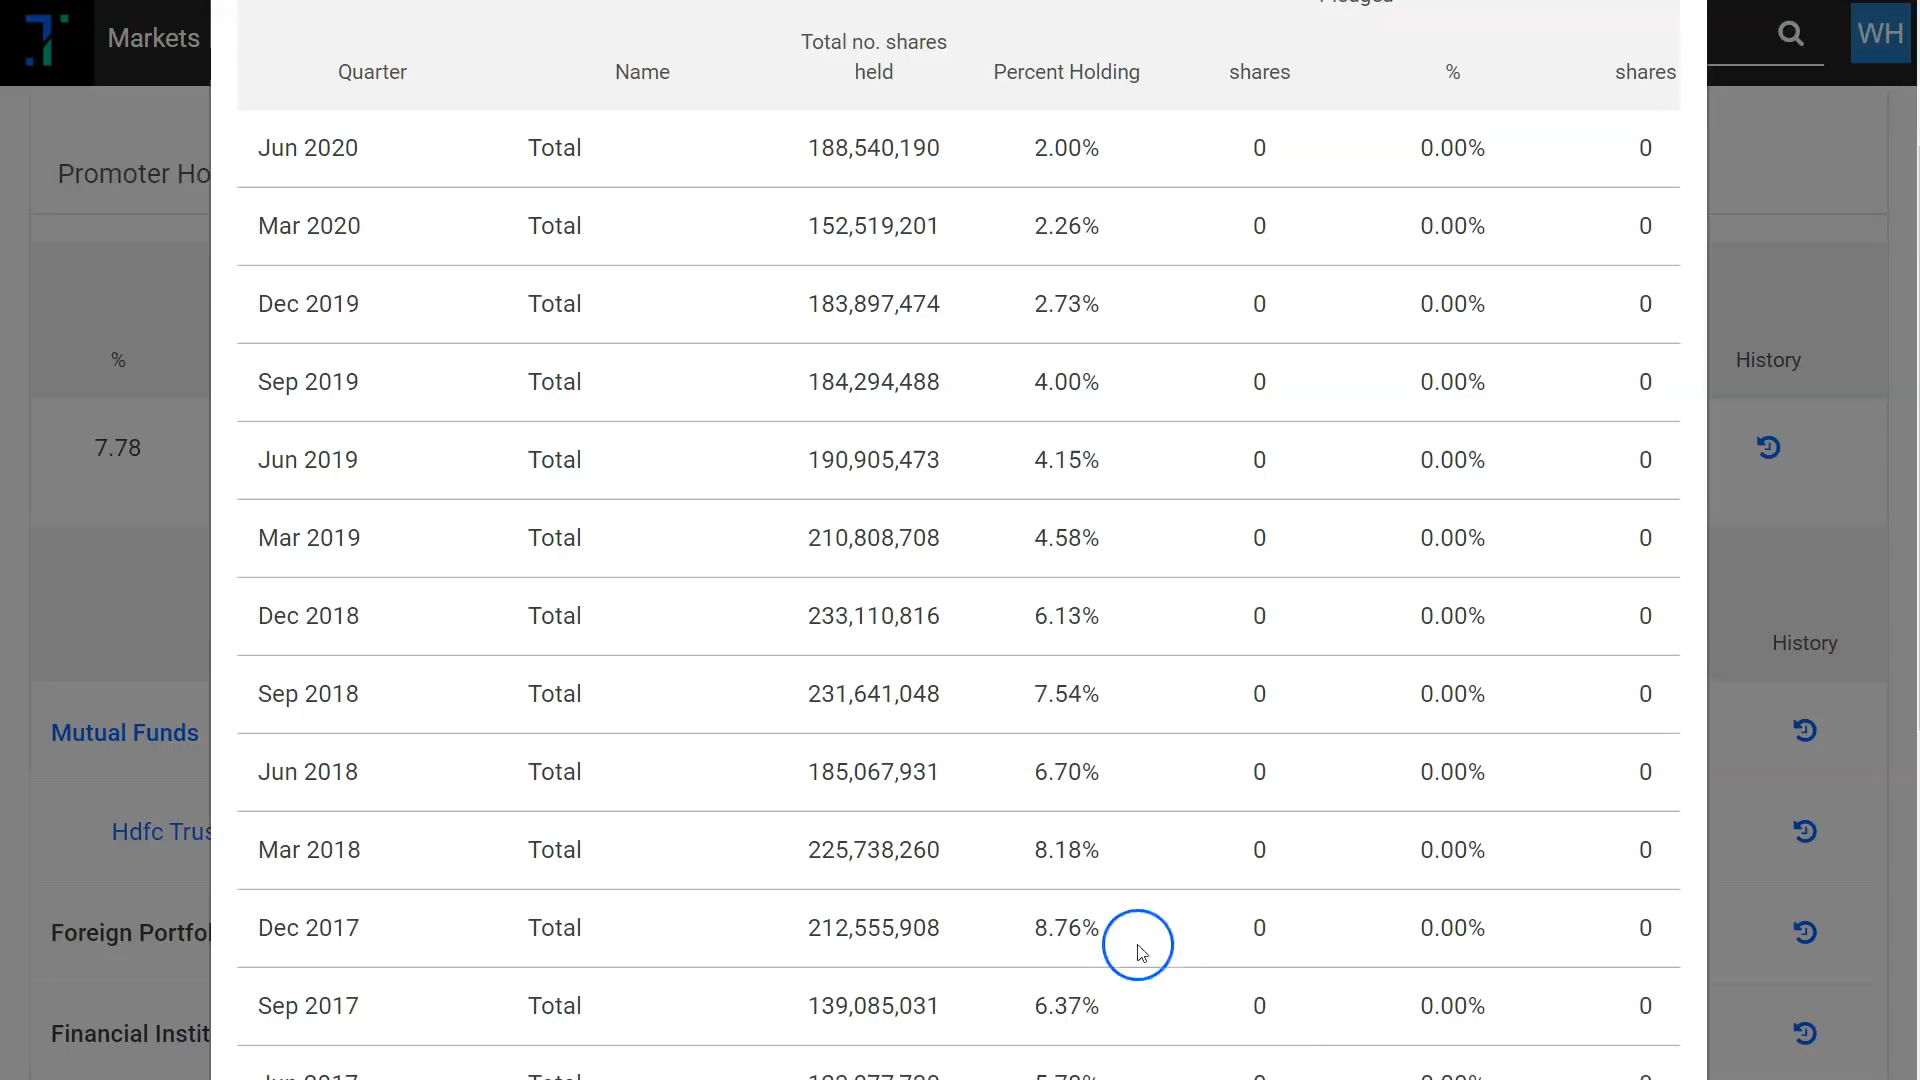 Markets
WH
Total no. shares
held
Quarter Name Percent Holding shares % shares
Jun 2020 Total 188,540,190 2.00% 0 0.00% 0
Promoter Ho
Mar 2020 Total 152,519,201 2.26% 0 0.00% 0
Dec 2019 Total 183,897,474 2.73% 0 0.00% 0
% History
Sep 2019 Total 184,294,488 4.00% 0 0.00% 0
7.78
Jun 2019 Total 190,905,473 4.15% 0 0.00% 0
Mar 2019 Total 210,808,708 4.58% 0 0.00% 0
Dec 2018 Total 233,110,816 6.13% 0 0.00% 0
History
Sep 2018 Total 231,641,048 7.54% 0 0.00% 0
Mutual Funds
Jun 2018 Total 185,067,931 6.70% 0 0.00% 0
Hdfc Trus
Mar 2018 Total 225,738,260 8.18% 0 0.00% 0
Dec 2017 Total 212,555,908 8.76% 0 0.00% 0
Foreign Portfol
Sep 2017 Total 139,085,031 6.37% 0 0.00% 0
Financial Instit